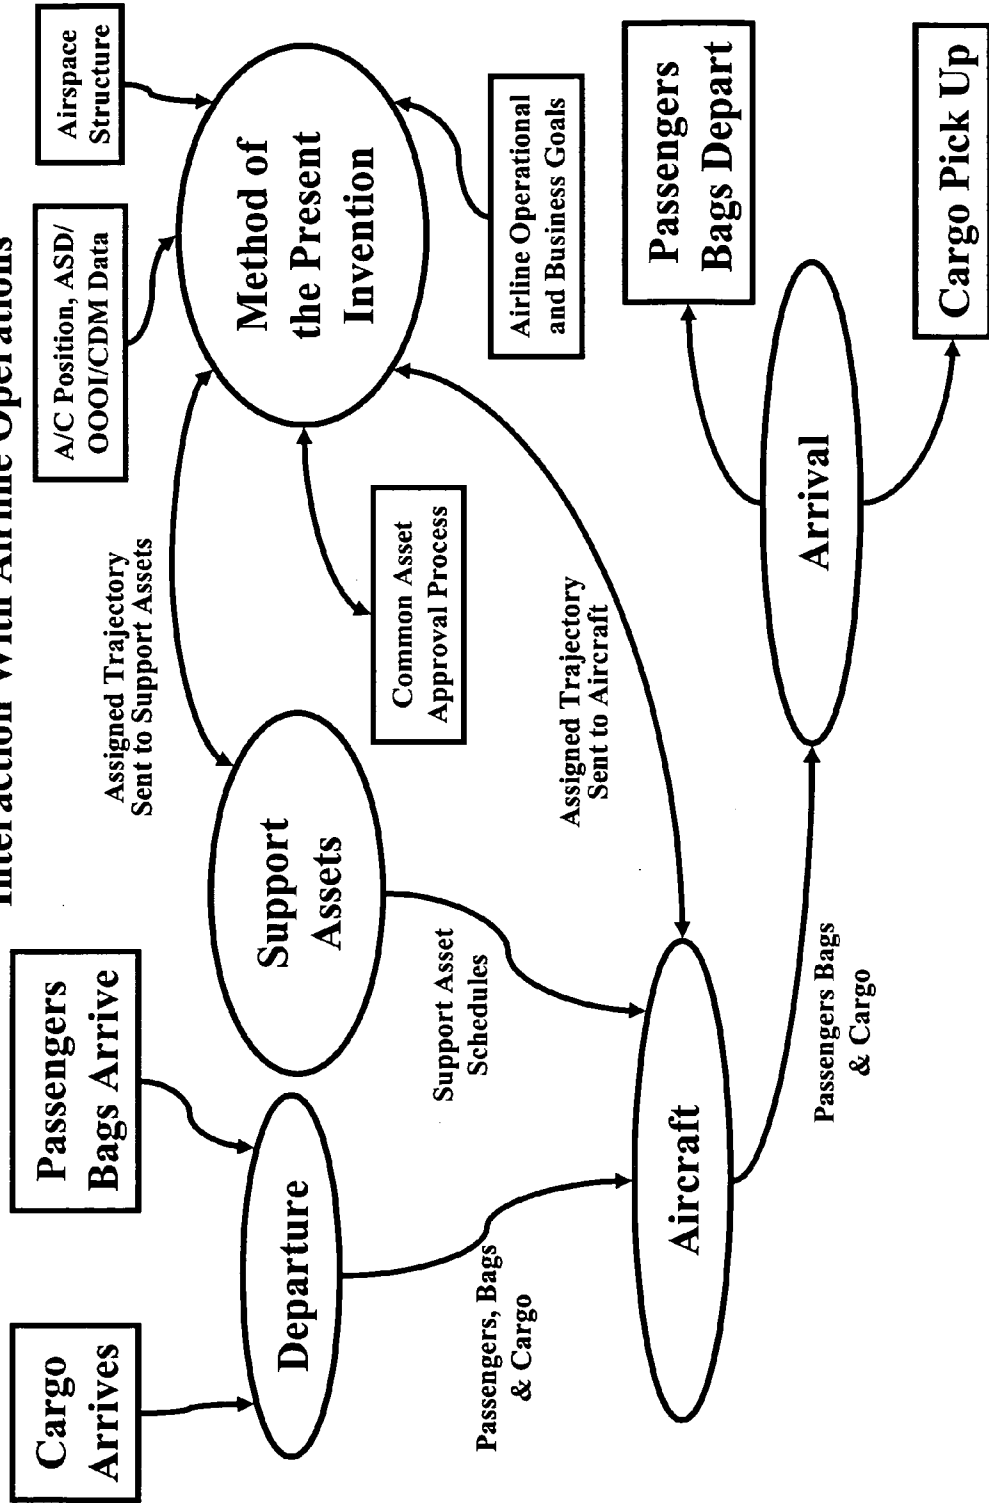 Interaction With Airline Operations
Cargo
Arrives
Passengers
Bags Arrive
A/C Position, ASD/
OOOI/CDM Data
Airspace
Structure
Departure
Support
Assets
Assigned Trajectory
Sent to Support Assets
Method of
the Present
Invention
Common Asset
Approval Process
Airline Operational
and Business Goals
Passengers, Bags
& Cargo
Support Asset
Schedules
Assigned Trajectory
Sent to Aircraft
Aircraft
Passengers
Bags Depart
Passengers Bags
& Cargo
Arrival
Cargo Pick Up